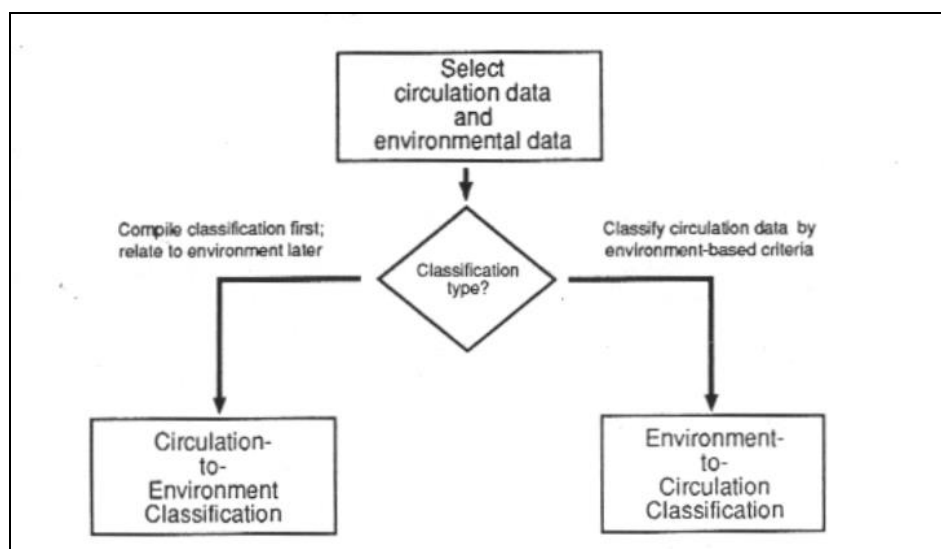 Select
circulation data
and
environmental data
Compile classification first;
relate to environment later
Classification
type?
Classify circulation data by
environment-based criteria
Circulation-
to-
Environment
Classification
Environment-
to-
Circulation
Classification